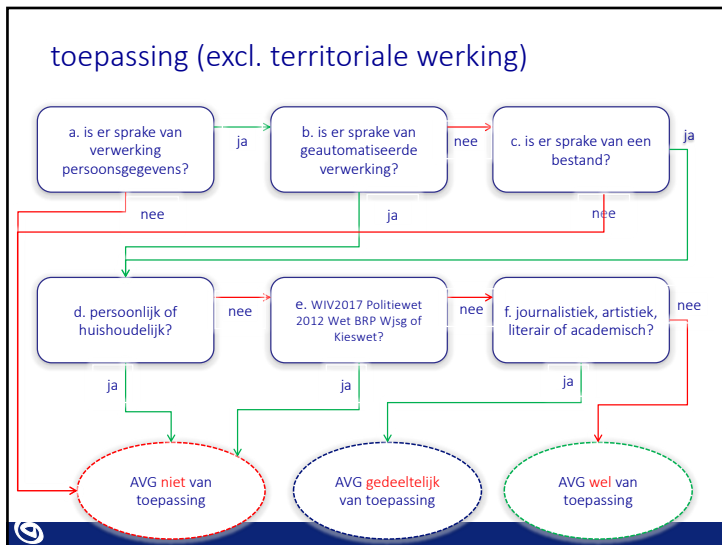 toepassing (excl. territoriale werking)
a. is er sprake van
verwerking
persoonsgegevens?
ja
b. is er sprake van
geautomatiseerde
verwerking?
nee
c. is er sprake van een
bestand?
ja
nee
ja
nee
d. persoonlijk of
huishoudelijk?
nee
e. WIV2017 Politiewet
2012 Wet BRP Wjsg of
Kieswet?
nee
f. journalistiek, artistiek,
literair of academisch?
nee
ja
ja
ja
AVG niet van
toepassing
AVG gedeeltelijk
van toepassing
AVG wel van
toepassing